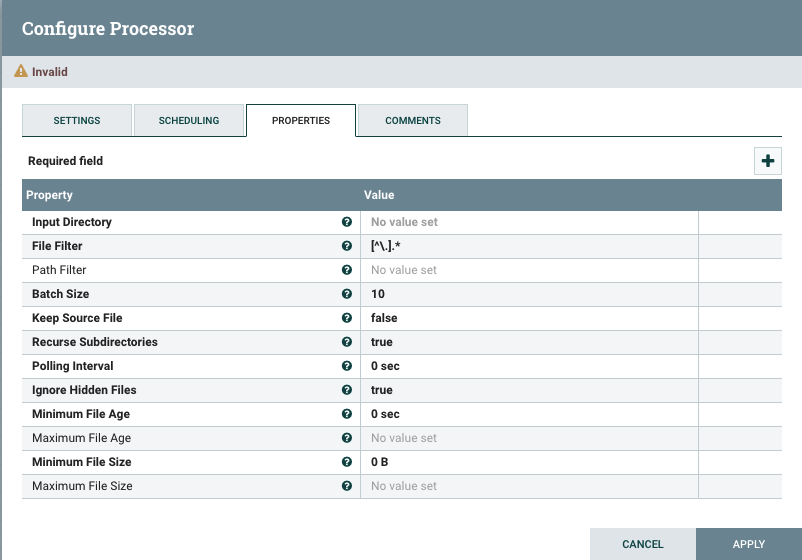 Configure Processor
Invalid
SETTINGS SCHEDULING PROPERTIES COMMENTS
Required field
Property Value
Input Directory No value set
File Filter [^\.].*
Path Filter No value set
Batch Size 10
Keep Source File false
Recurse Subdirectories true
Polling Interval 0 sec
Ignore Hidden Files true
Minimum File Age 0 sec
Maximum File Age No value set
Minimum File Size 0 B
Maximum File Size No value set
CANCEL APPLY